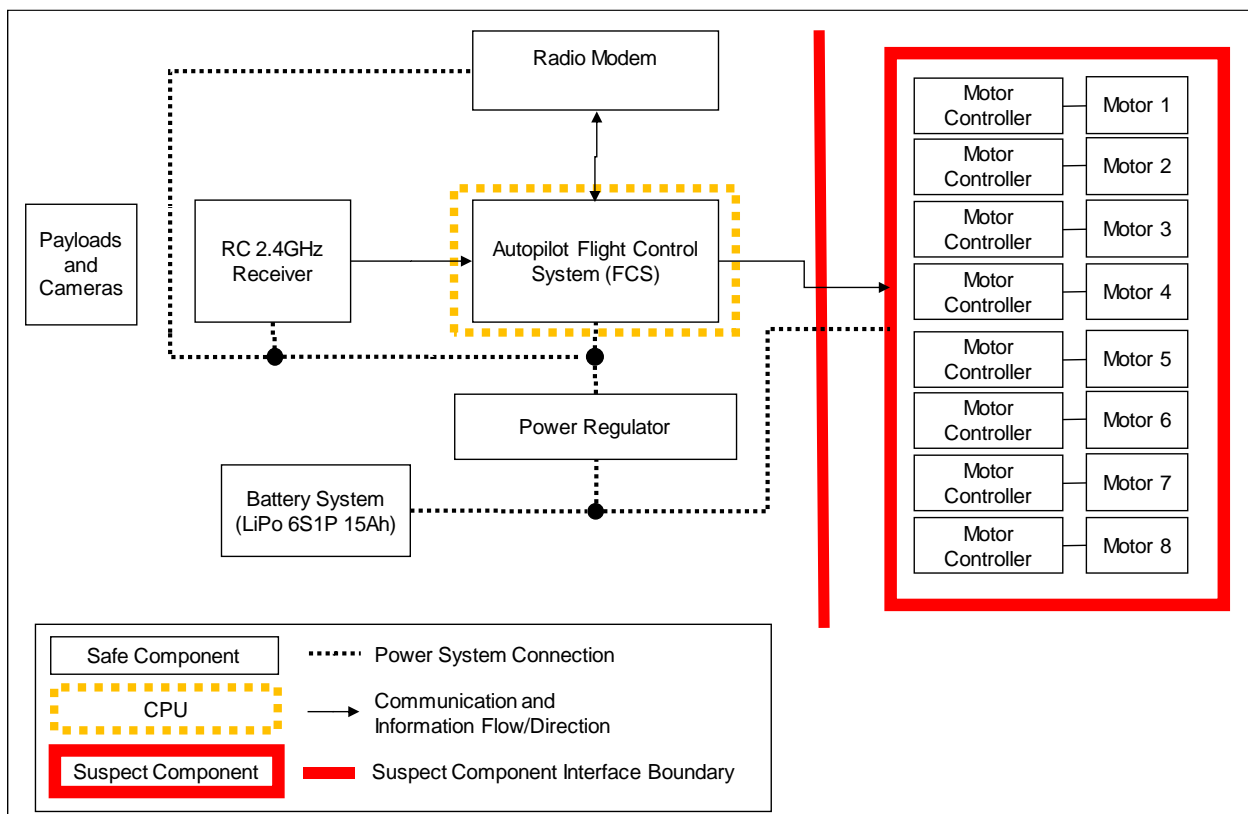 Radio Modem
Payloads
and
Cameras
RC 2.4GHz
Receiver
Autopilot Flight Control
System (FCS)
Power Regulator
Battery System
(LiPo 6S1P 15Ah)
Motor
Controller
Motor 1
Motor
Controller
Motor 2
Motor
Controller
Motor 3
Motor
Controller
Motor 4
Motor
Controller
Motor 5
Motor
Controller
Motor 6
Motor
Controller
Motor 7
Motor
Controller
Motor 8
Safe Component
Power System Connection
CPU
Communication and
Information Flow/Direction
Suspect Component
Suspect Component Interface Boundary